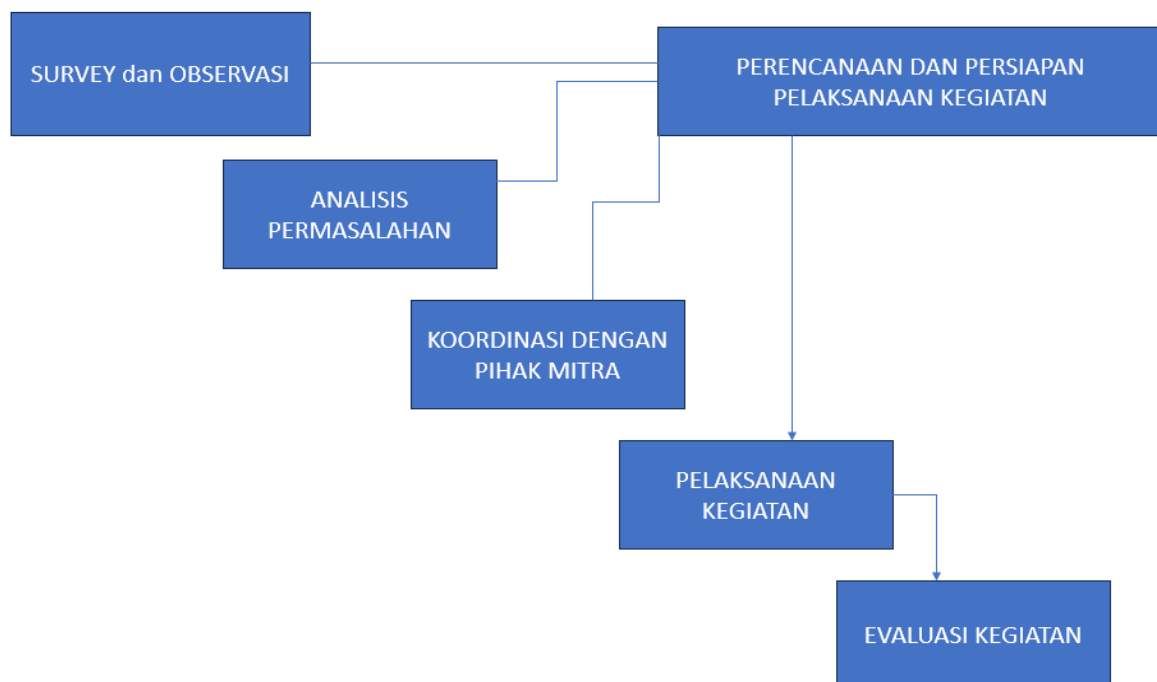 SURVEY dan OBSERVASI
PERENCANAAN DAN PERSIAPAN
PELAKSANAAN KEGIATAN
ANALISIS
PERMASALAHAN
KOORDINASI DENGAN
PIHAK MITRA
PELAKSANAAN
KEGIATAN
EVALUASI KEGIATAN